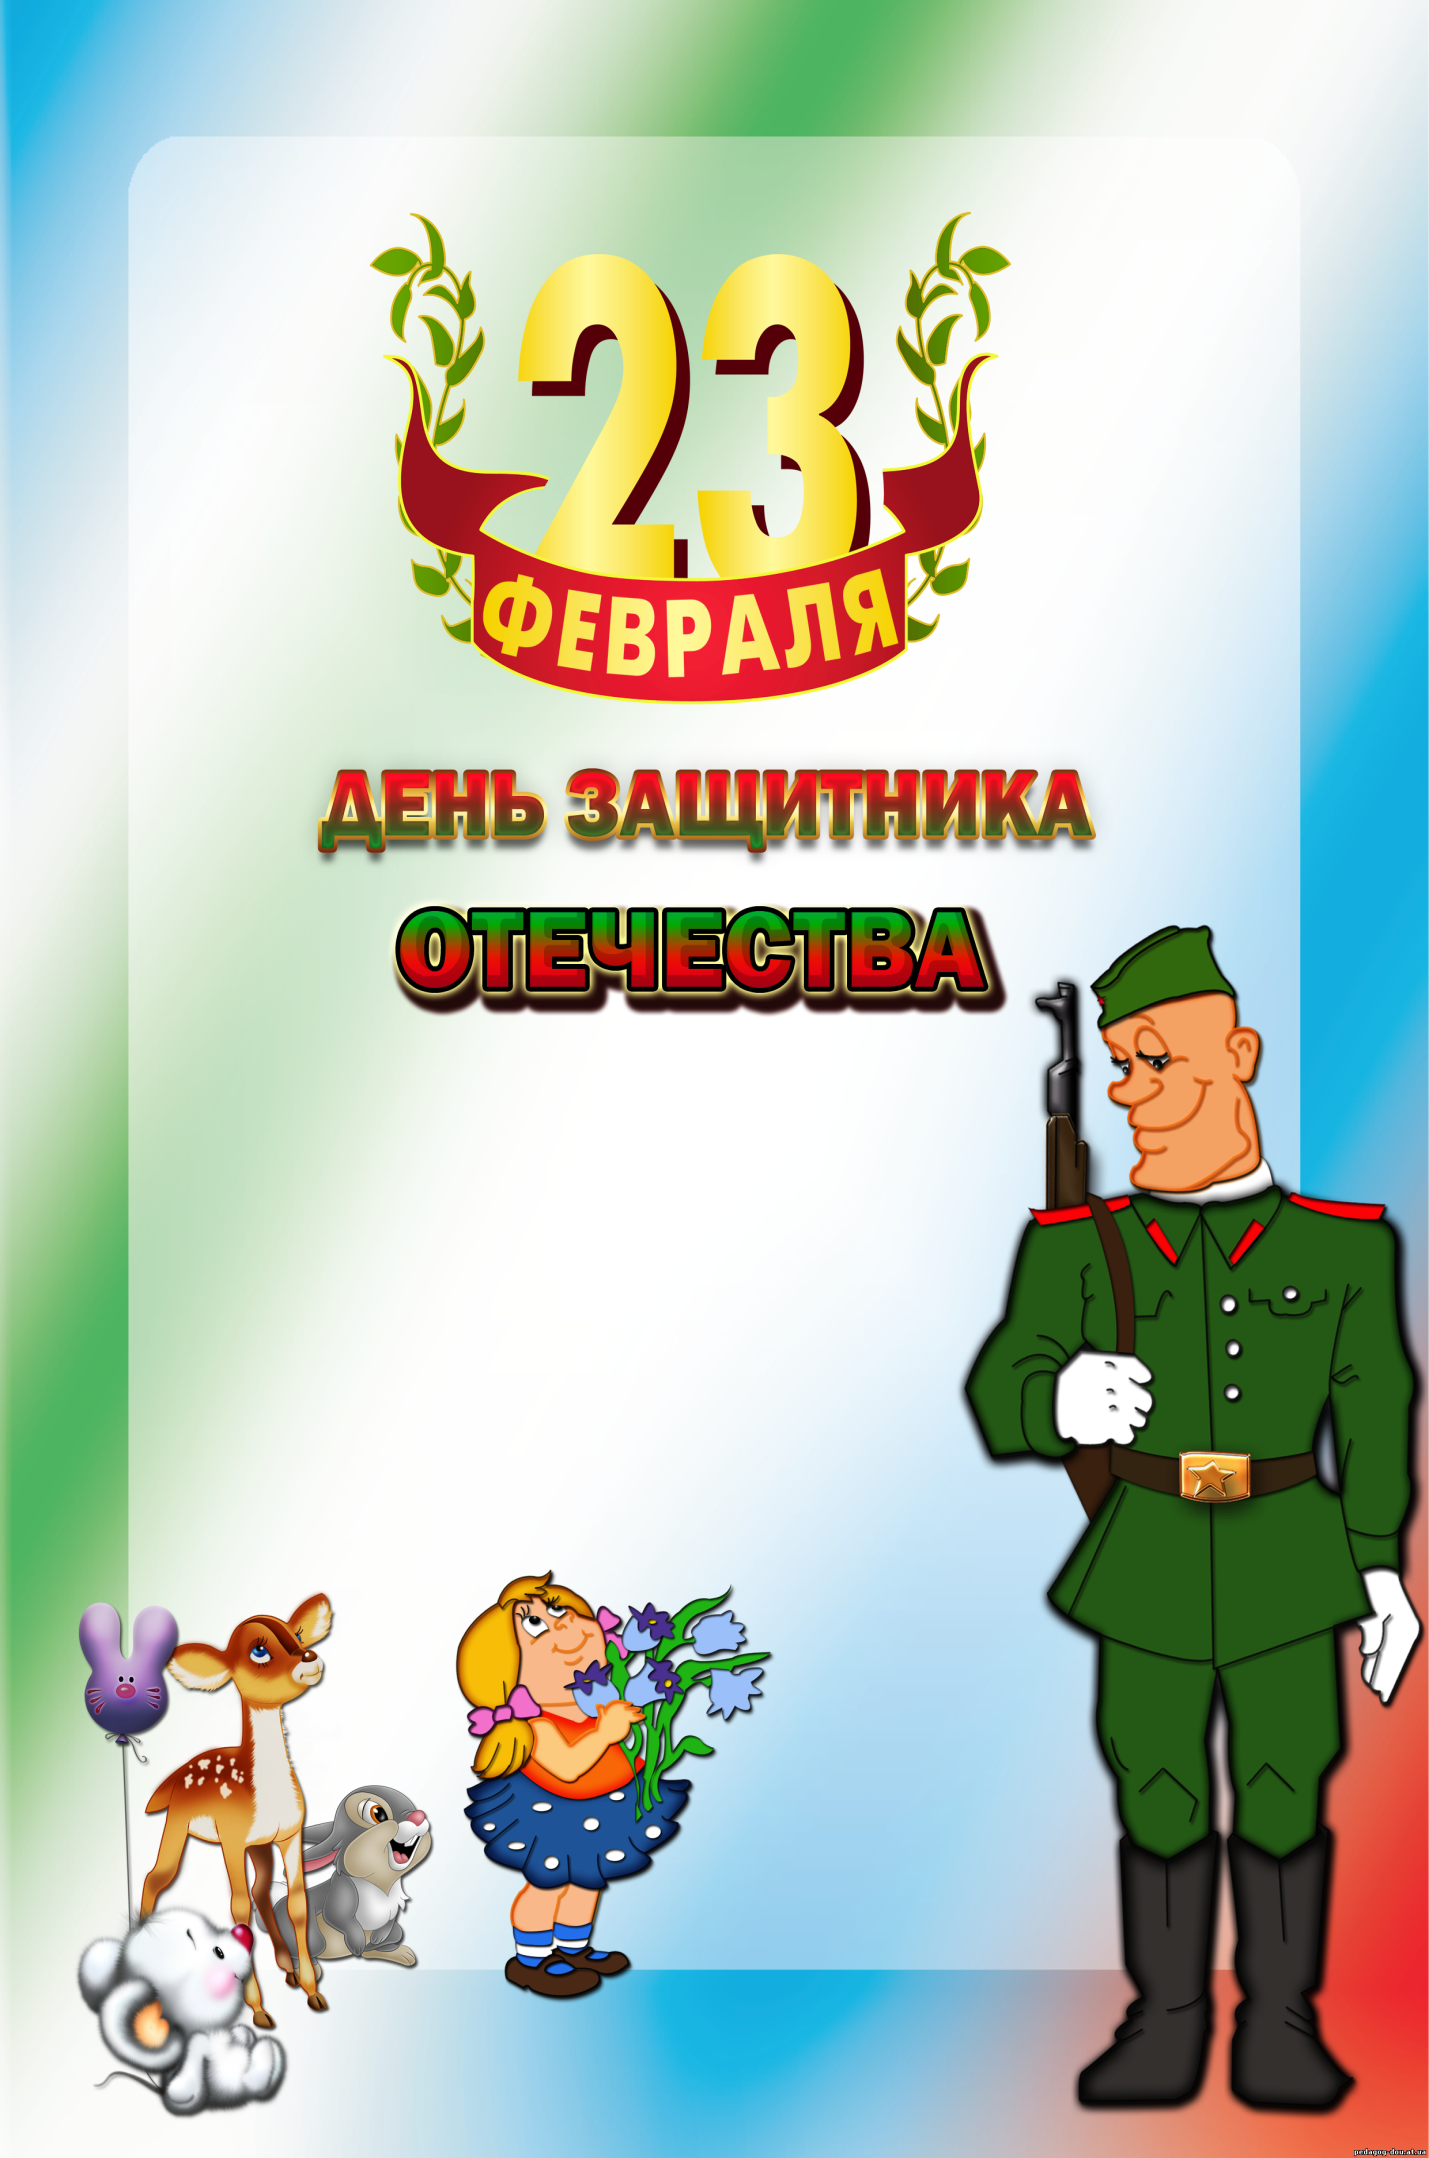 23
ФЕВРАЛЯ
ДЕНЬ ЗАЩИТНИКА
ОТЕЧЕСТВА
pedagog-dou.at.ua